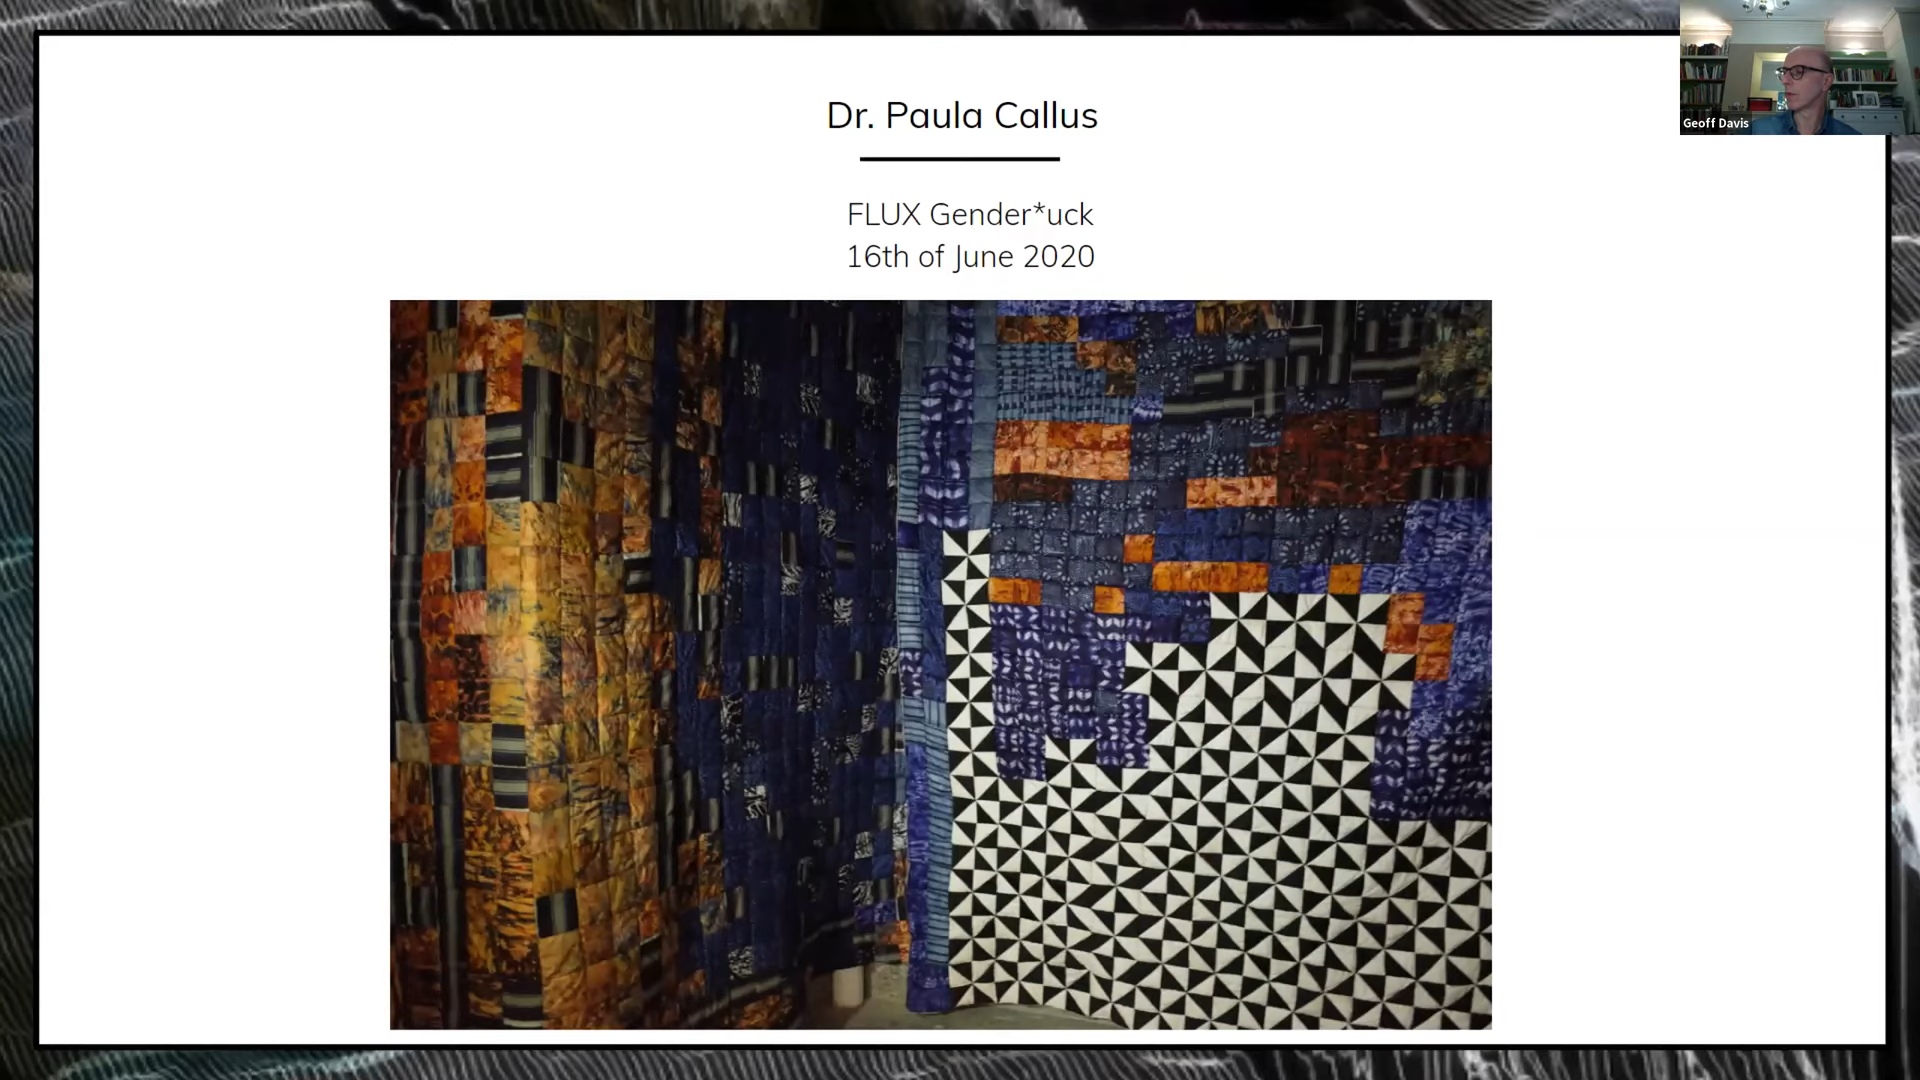 Dr. Paula Callus
FLUX Gender*uck
16th of June 2020
Geoff Davis